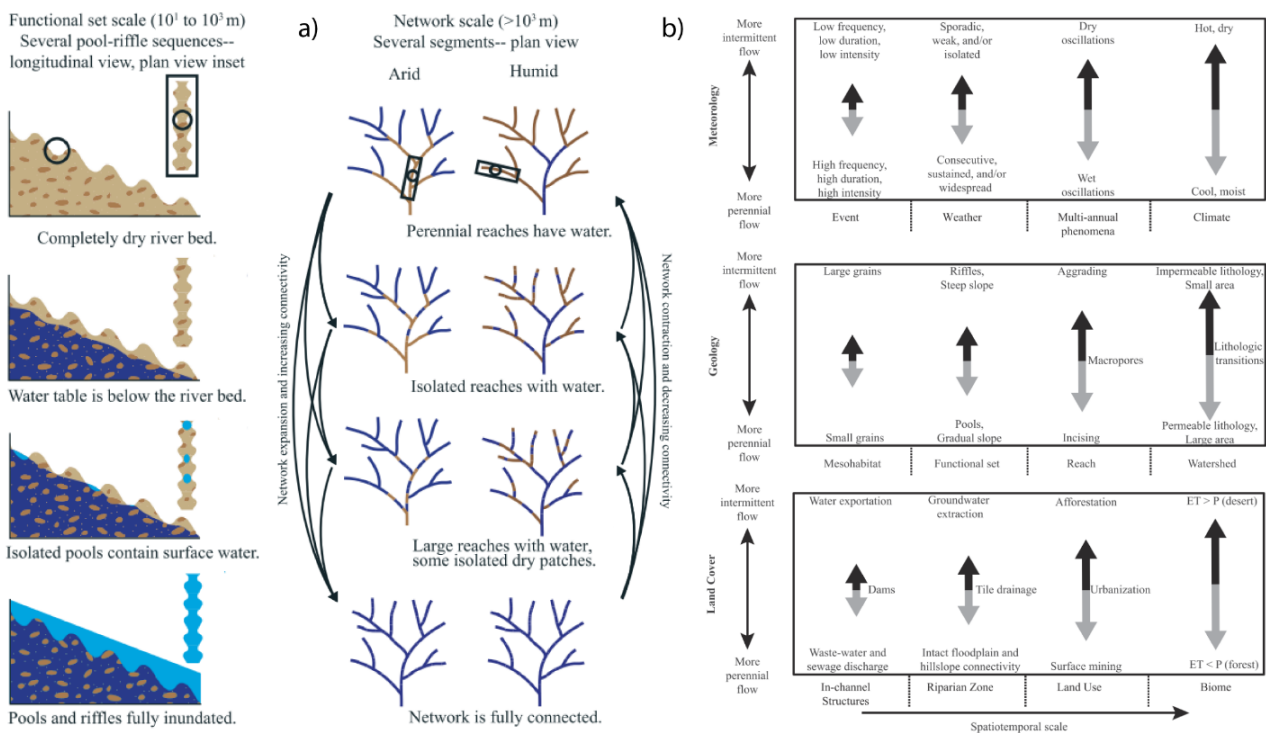 Functional set scale (10¹ to 10³ m)
Several pool-riffle sequences--
longitudinal view, plan view inset
Completely dry river bed.
Water table is below the river bed.
Isolated pools contain surface water.
Pools and riffles fully inundated.
a)
Network scale (>10³ m)
Several segments-- plan view
Arid
Humid
Perennial reaches have water.
Isolated reaches with water.
Large reaches with water,
some isolated dry patches.
Network is fully connected.
Network expansion and increasing connectivity
Network contraction and decreasing connectivity
b)
Meteorology
More
intermittent
flow
More
perennial
flow
Low frequency,
low duration,
low intensity
High frequency,
high duration,
high intensity
Event
Sporadic,
weak, and/or
isolated
Consecutive,
sustained, and/or
widespread
Weather
Dry
oscillations
Wet
oscillations
Multi-annual
phenomena
Hot, dry
Cool, moist
Climate
Geology
More
intermittent
flow
More
perennial
flow
Large grains
Small grains
Mesohabitat
Riffles,
Steep slope
Pools,
Gradual slope
Functional set
Aggrading
Macropores
Incising
Reach
Impermeable lithology,
Small area
Lithologic
transitions
Permeable lithology,
Large area
Watershed
Land Cover
More
intermittent
flow
More
perennial
flow
Water exportation
Dams
Waste-water and
sewage discharge
In-channel
Structures
Groundwater
extraction
Tile drainage
Intact floodplain and
hillslope connectivity
Riparian Zone
Afforestation
Urbanization
Surface mining
Land Use
ET > P (desert)
ET < P (forest)
Biome
Spatiotemporal scale